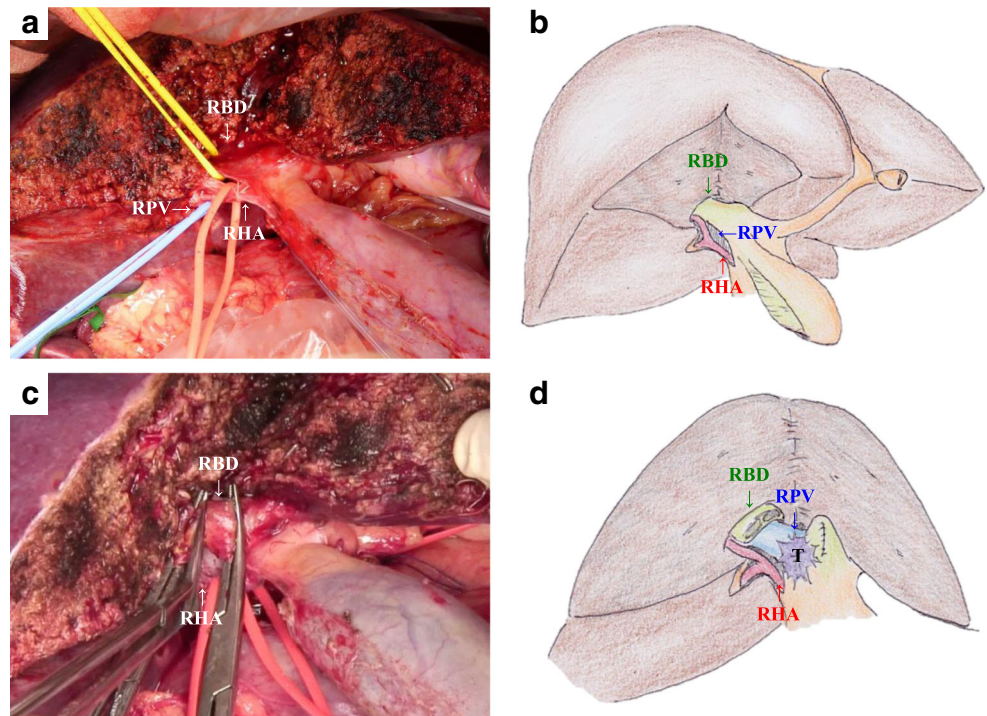 a
RBD
↓
RPV→
↑
RHA
b
RBD
↓
←RPV
↑
RHA
c
RBD
↓
↑
RHA
d
RBD
↓
RPV
↓
T
↑
RHA